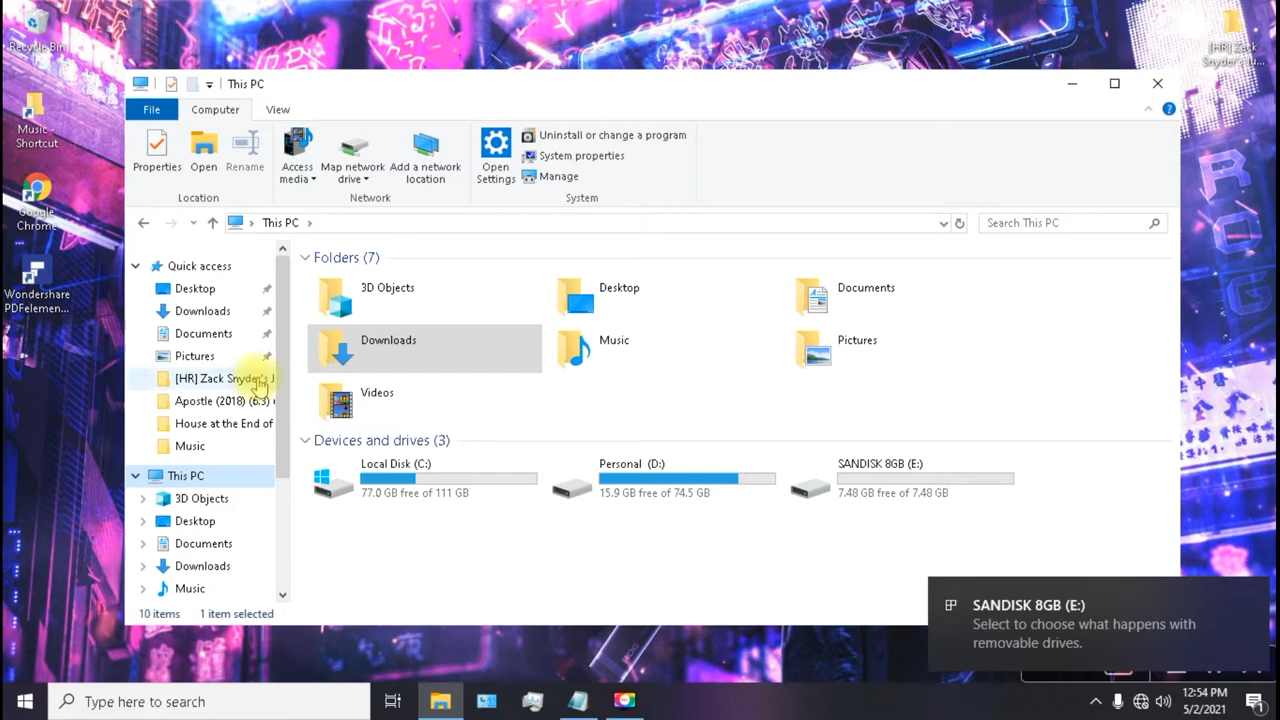 Recycle Bin
[HR] Zack
Snyder's Ju...
Music -
Shortcut
Google
Chrome
Wondershare
PDFelemen...
This PC
File
Computer
View
Properties
Open
Rename
Location
Access
media
Map network
drive
Add a network
location
Network
Open
Settings
Uninstall or change a program
System properties
Manage
System
This PC
Search This PC
Quick access
Desktop
Downloads
Documents
Pictures
[HR] Zack Snyder's J
Apostle (2018) (6.3)
House at the End of
Music
This PC
3D Objects
Desktop
Documents
Downloads
Music
Folders (7)
3D Objects
Desktop
Documents
Downloads
Music
Pictures
Videos
Devices and drives (3)
Local Disk (C:)
77.0 GB free of 111 GB
Personal (D:)
15.9 GB free of 74.5 GB
SANDISK 8GB (E:)
7.48 GB free of 7.48 GB
10 items
1 item selected
SANDISK 8GB (E:)
Select to choose what happens with
removable drives.
Type here to search
12:54 PM
5/2/2021
1